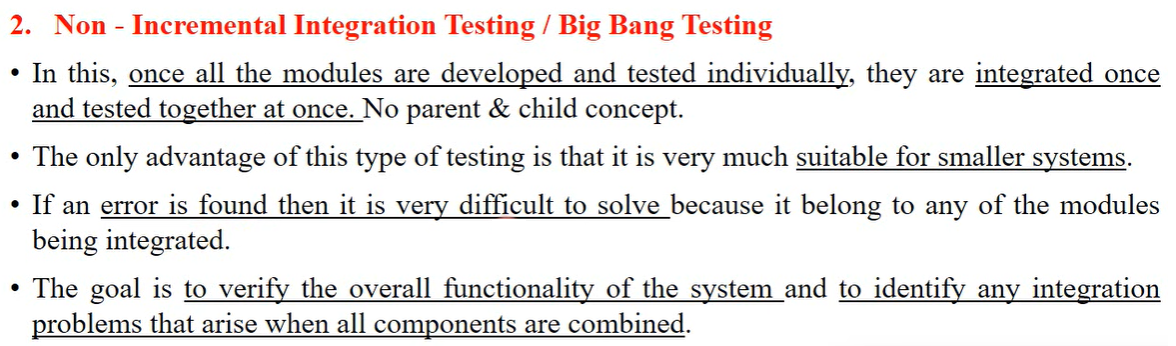 2. Non - Incremental Integration Testing / Big Bang Testing
• In this, once all the modules are developed and tested individually, they are integrated once
and tested together at once. No parent & child concept.
• The only advantage of this type of testing is that it is very much suitable for smaller systems.
• If an error is found then it is very difficult to solve because it belong to any of the modules
being integrated.
• The goal is to verify the overall functionality of the system and to identify any integration
problems that arise when all components are combined.